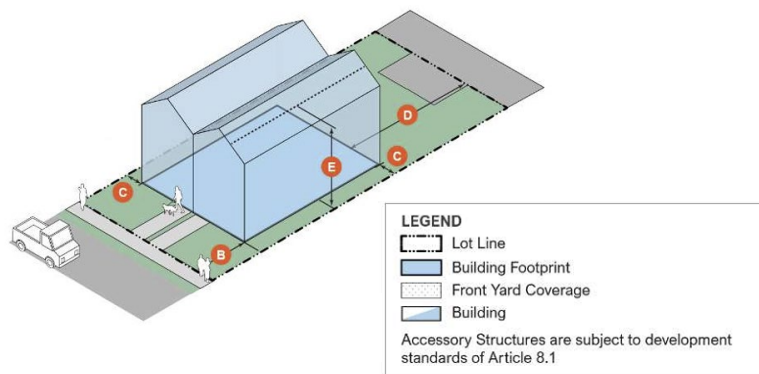 D
E
C
C
B
LEGEND
Lot Line
Building Footprint
Front Yard Coverage
Building
Accessory Structures are subject to development
standards of Article 8.1